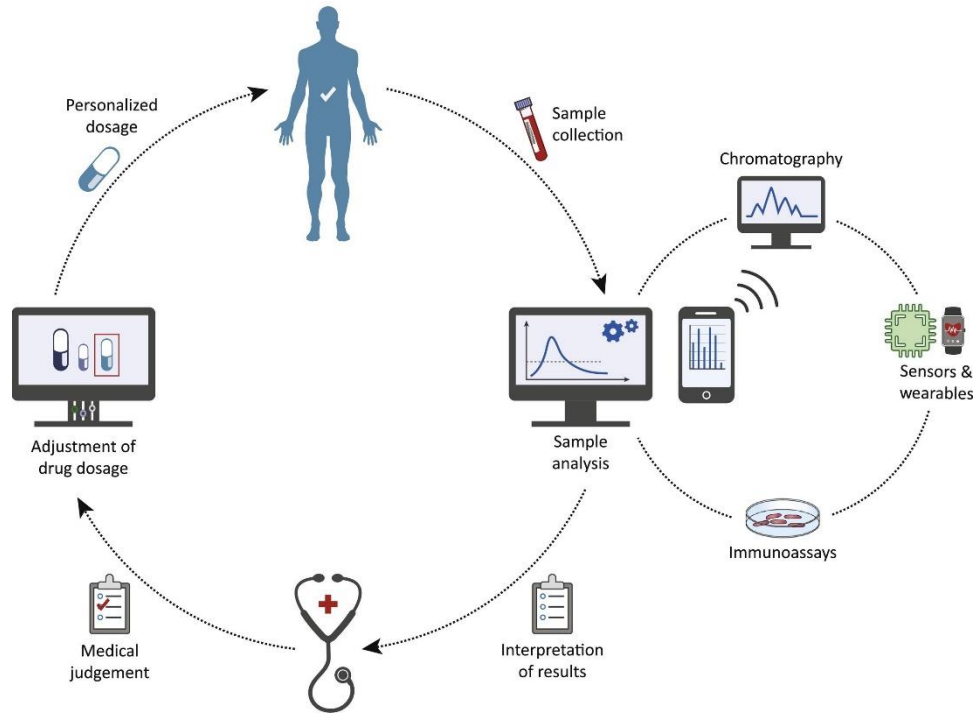 Personalized
dosage
Sample
collection
Chromatography
Sensors &
wearables
Adjustment of
drug dosage
Sample
analysis
Immunoassays
Medical
judgement
Interpretation
of results